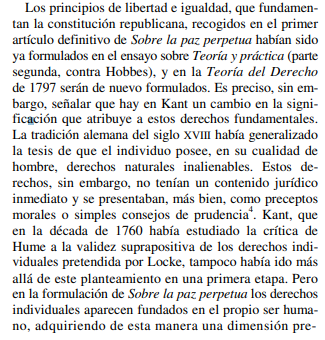 Los principios de libertad e igualdad, que fundamen-
tan la constitución republicana, recogidos en el primer
artículo definitivo de Sobre la paz perpetua habían sido
ya formulados en el ensayo sobre Teoría y práctica (parte
segunda, contra Hobbes), y en la Teoría del Derecho
de 1797 serán de nuevo formulados. Es preciso, sin em-
bargo, señalar que hay en Kant un cambio en la signi-
ficación que atribuye a estos derechos fundamentales.
La tradición alemana del siglo XVIII había generalizado
la tesis de que el individuo posee, en su cualidad de
hombre, derechos naturales inalienables. Estos de-
rechos, sin embargo, no tenían un contenido jurídico
inmediato y se presentaban, más bien, como preceptos
morales o simples consejos de prudencia4. Kant, que
en la década de 1760 había estudiado la crítica de
Hume a la validez suprapositiva de los derechos indi-
viduales pretendida por Locke, tampoco había ido más
allá de este planteamiento en una primera etapa. Pero
en la formulación de Sobre la paz perpetua los derechos
individuales aparecen fundados en el propio ser huma-
no, adquiriendo de esta manera una dimensión pre-